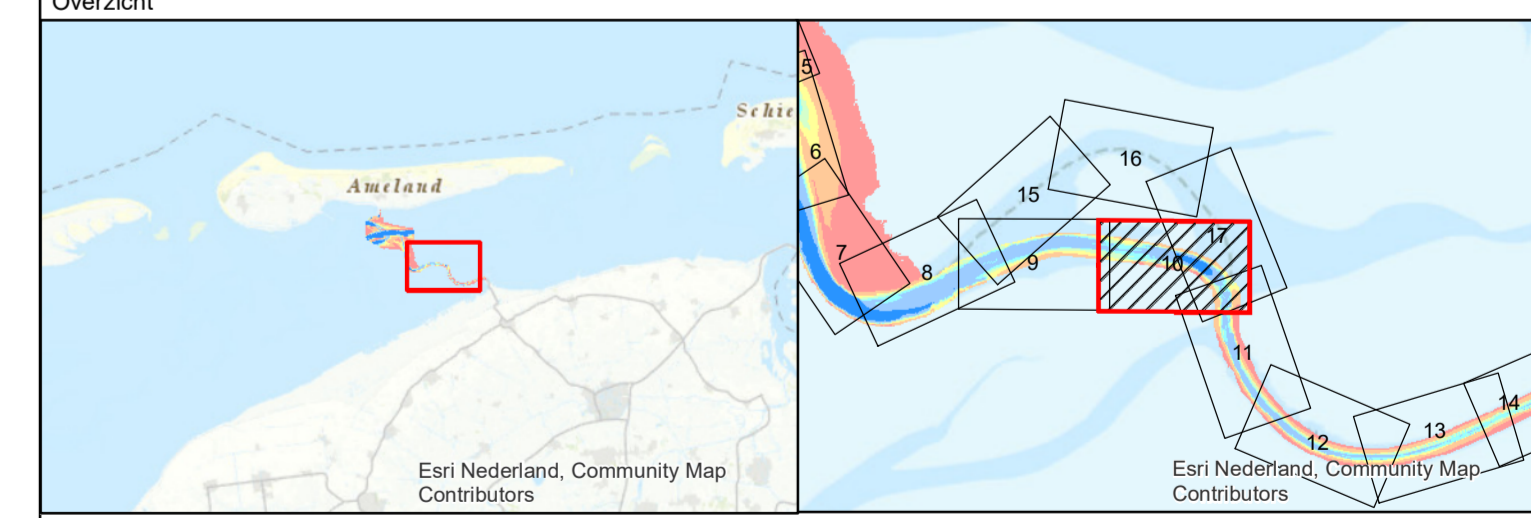 Overzicht
Schie
Ameland
Esri Nederland, Community Map
Contributors
5
6
7
8
9
15
16
17
10
11
12
13
14
Esri Nederland, Community Map
Contributors